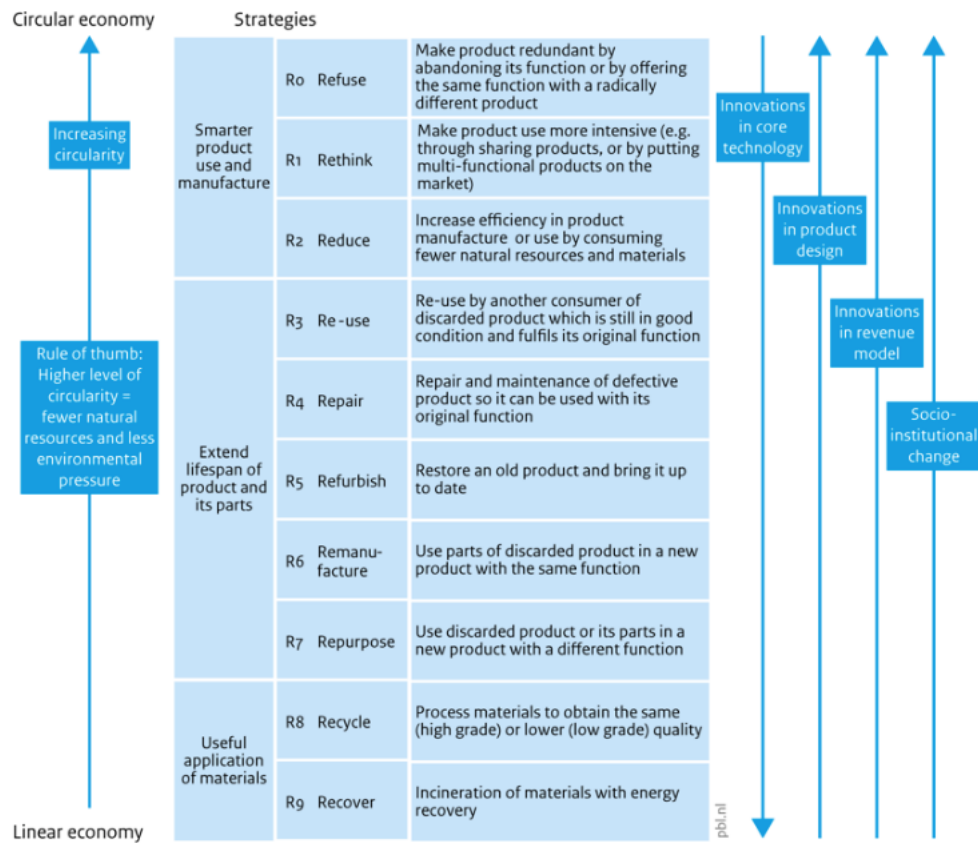 Circular economy
Strategies
Increasing
circularity
Rule of thumb:
Higher level of
circularity =
fewer natural
resources and less
environmental
pressure
Linear economy
Smarter
product
use and
manufacture
R0 Refuse
Make product redundant by
abandoning its function or by offering
the same function with a radically
different product
R1 Rethink
Make product use more intensive (e.g.
through sharing products, or by putting
multi-functional products on the
market)
R2 Reduce
Increase efficiency in product
manufacture or use by consuming
fewer natural resources and materials
Extend
lifespan of
product and
its parts
R3 Re-use
Re-use by another consumer of
discarded product which is still in good
condition and fulfils its original function
R4 Repair
Repair and maintenance of defective
product so it can be used with its
original function
R5 Refurbish
Restore an old product and bring it up
to date
R6 Remanu-
facture
Use parts of discarded product in a new
product with the same function
R7 Repurpose
Use discarded product or its parts in a
new product with a different function
Useful
application
of materials
R8 Recycle
Process materials to obtain the same
(high grade) or lower (low grade) quality
R9 Recover
Incineration of materials with energy
recovery
pbl.nl
Innovations
in core
technology
Innovations
in product
design
Innovations
in revenue
model
Socio-
institutional
change